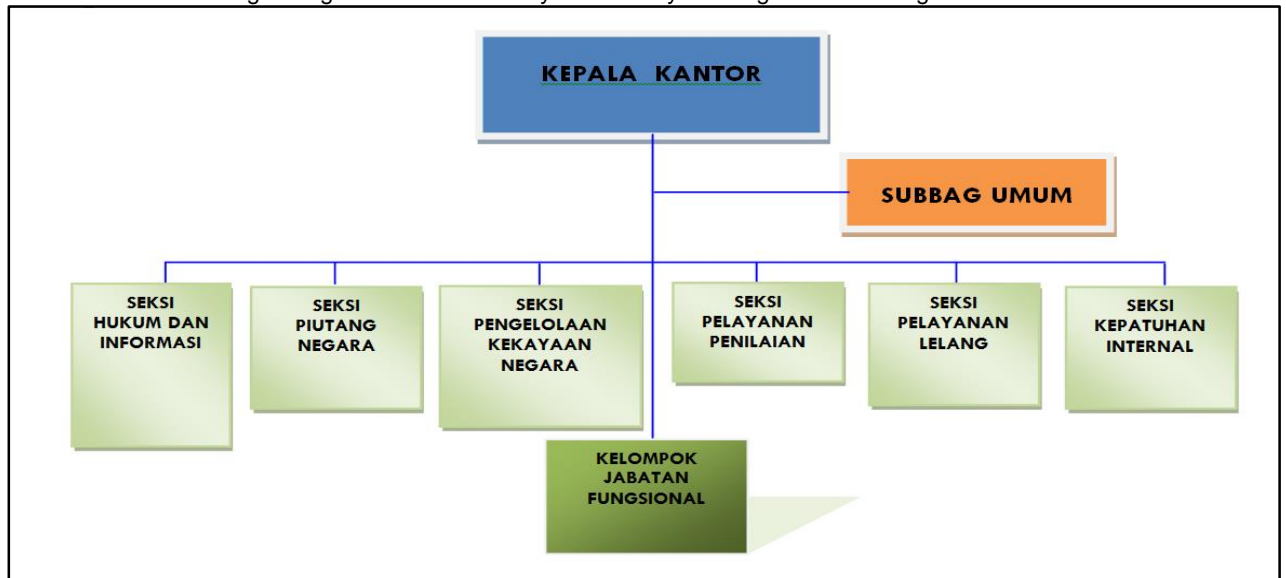 KEPALA KANTOR
SUBBAG UMUM
SEKSI
HUKUM DAN
INFORMASI
SEKSI
PIUTANG
NEGARA
SEKSI
PENGELOLAAN
KEKAYAAN
NEGARA
SEKSI
PELAYANAN
PENILAIAN
SEKSI
PELAYANAN
LELANG
SEKSI
KEPATUHAN
INTERNAL
KELOMPOK
JABATAN
FUNGSIONAL